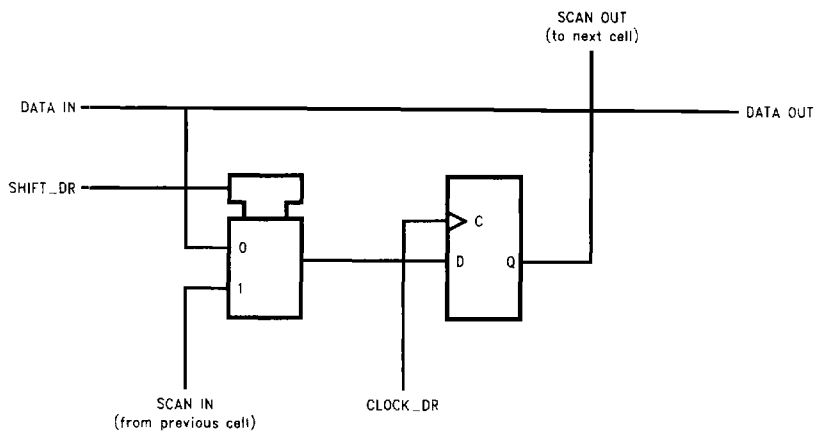 SCAN OUT
(to next cell)
DATA IN
DATA OUT
SHIFT_DR
C
0
D
Q
1
SCAN IN
(from previous cell)
CLOCK_DR